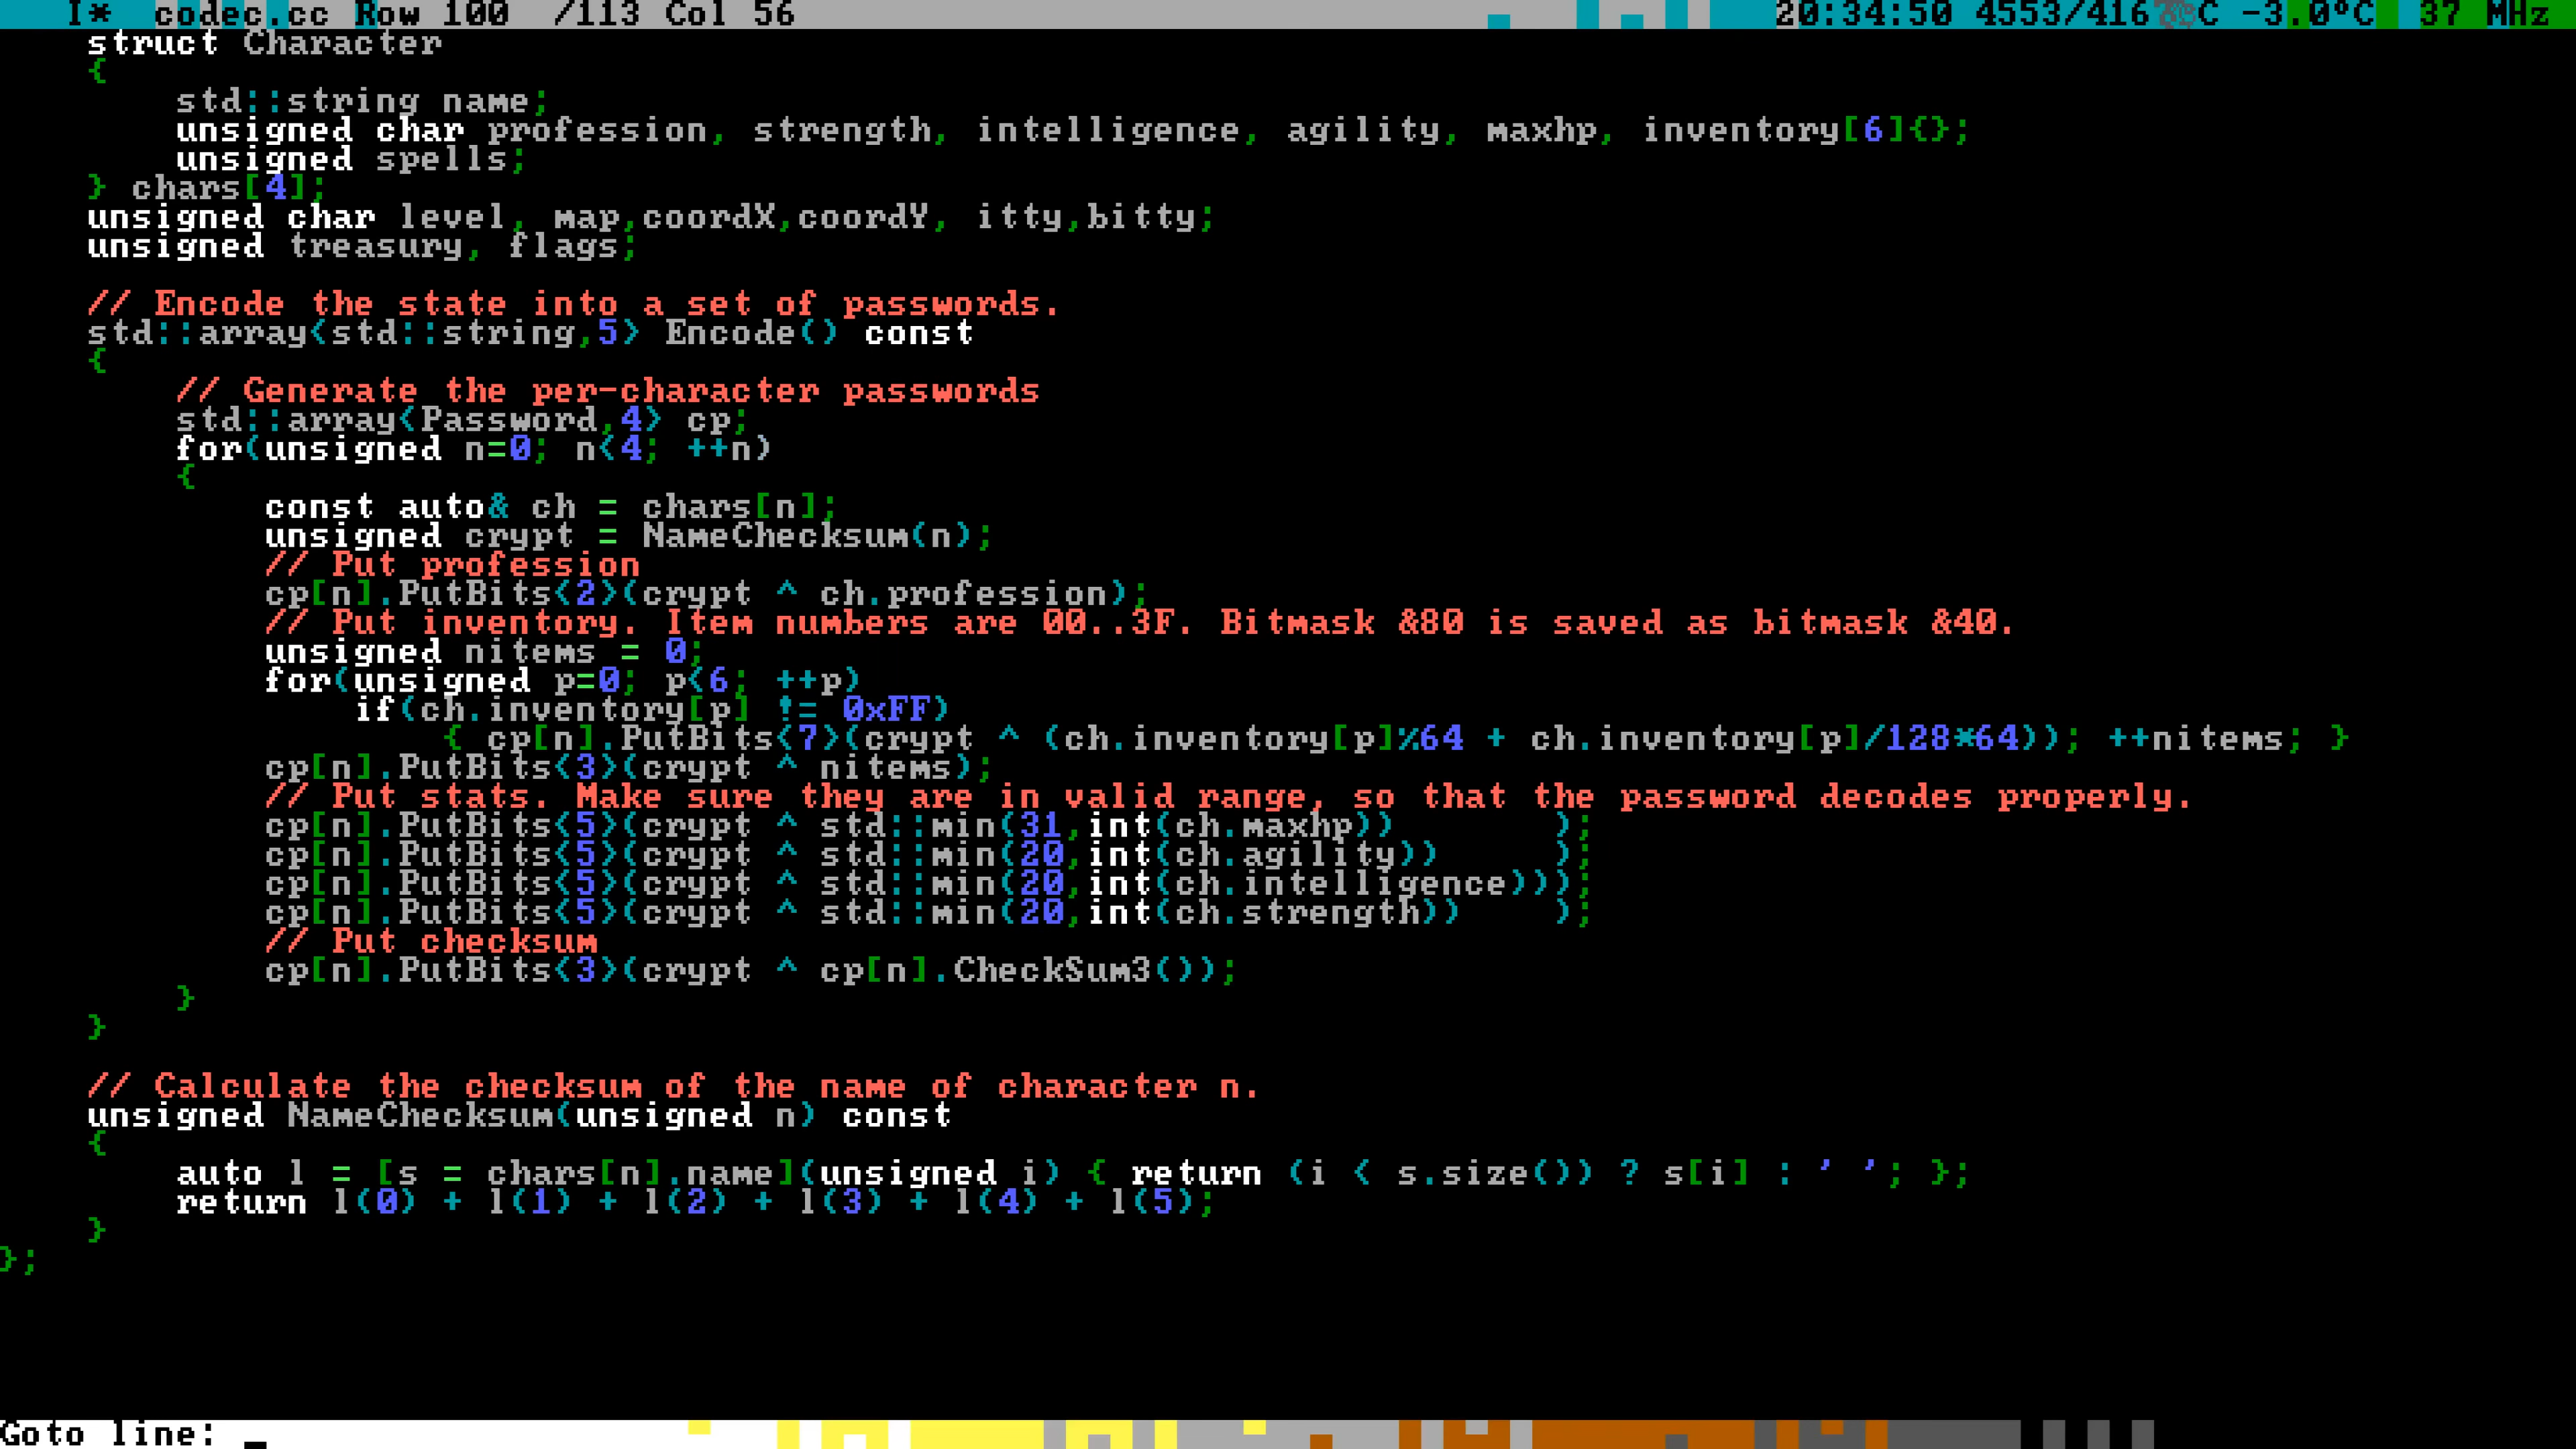 I* codec.cc Row 100 /113 Col 56 20:34:50 4553/416 C -3.0°C 37 MHz
    struct Character
    {
        std::string name;
        unsigned char profession, strength, intelligence, agility, maxhp, inventory[6]{};
        unsigned spells;
    } chars[4];
    unsigned char level, map,coordX,coordY, itty,bitty;
    unsigned treasury, flags;
    // Encode the state into a set of passwords.
    std::array<std::string,5> Encode() const
    {
        // Generate the per-character passwords
        std::array<Password,4> cp;
        for(unsigned n=0; n<4; ++n)
        {
            const auto& ch = chars[n];
            unsigned crypt = NameChecksum(n);
            // Put profession
            cp[n].PutBits<2>(crypt ^ ch.profession);
            // Put inventory. Item numbers are 00..3F. Bitmask &80 is saved as bitmask &40.
            unsigned nitems = 0;
            for(unsigned p=0; p<6; ++p)
                if(ch.inventory[p] != 0xFF)
                    { cp[n].PutBits<7>(crypt ^ (ch.inventory[p]%64 + ch.inventory[p]/128*64)); ++nitems; }
            cp[n].PutBits<3>(crypt ^ nitems);
            // Put stats. Make sure they are in valid range, so that the password decodes properly.
            cp[n].PutBits<5>(crypt ^ std::min(31,int(ch.maxhp))       );
            cp[n].PutBits<5>(crypt ^ std::min(20,int(ch.agility))     );
            cp[n].PutBits<5>(crypt ^ std::min(20,int(ch.intelligence)));
            cp[n].PutBits<5>(crypt ^ std::min(20,int(ch.strength))    );
            // Put checksum
            cp[n].PutBits<3>(crypt ^ cp[n].CheckSum3());
        }
    }
    // Calculate the checksum of the name of character n.
    unsigned NameChecksum(unsigned n) const
    {
        auto l = [s = chars[n].name](unsigned i) { return (i < s.size()) ? s[i] : ' '; };
        return l(0) + l(1) + l(2) + l(3) + l(4) + l(5);
    }
};
Goto line: _